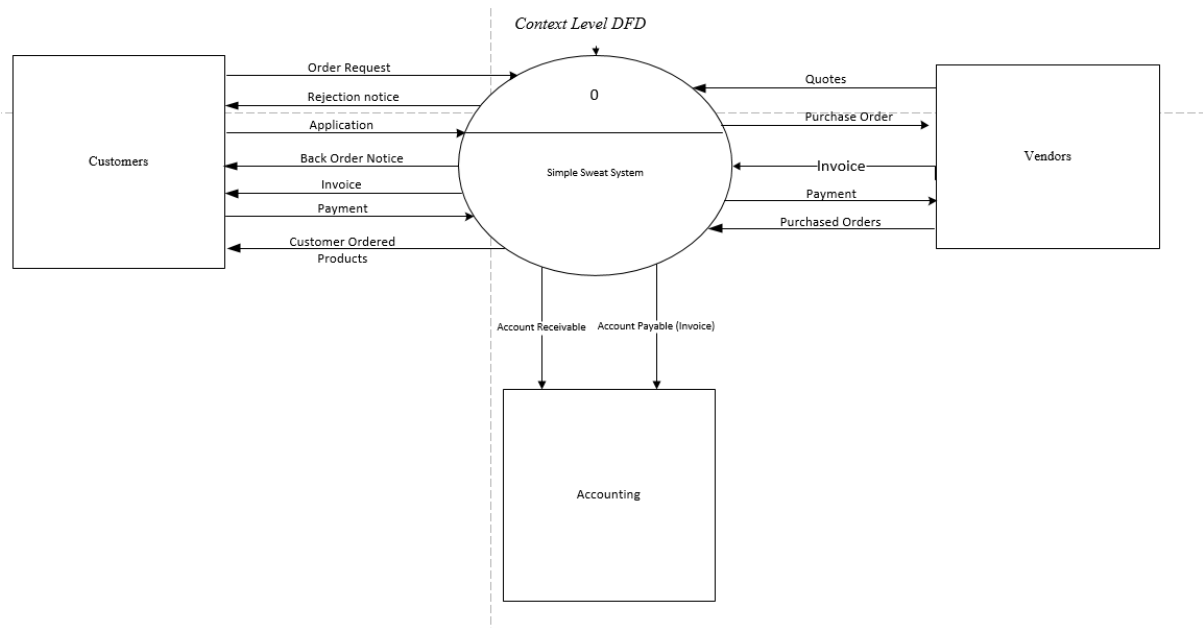 Context Level DFD
Order Request
Rejection notice
Application
Customers
Back Order Notice
Invoice
Payment
Customer Ordered
Products
0
Simple Sweat System
Quotes
Purchase Order
Invoice
Vendors
Payment
Purchased Orders
Account Receivable
Account Payable (Invoice)
Accounting